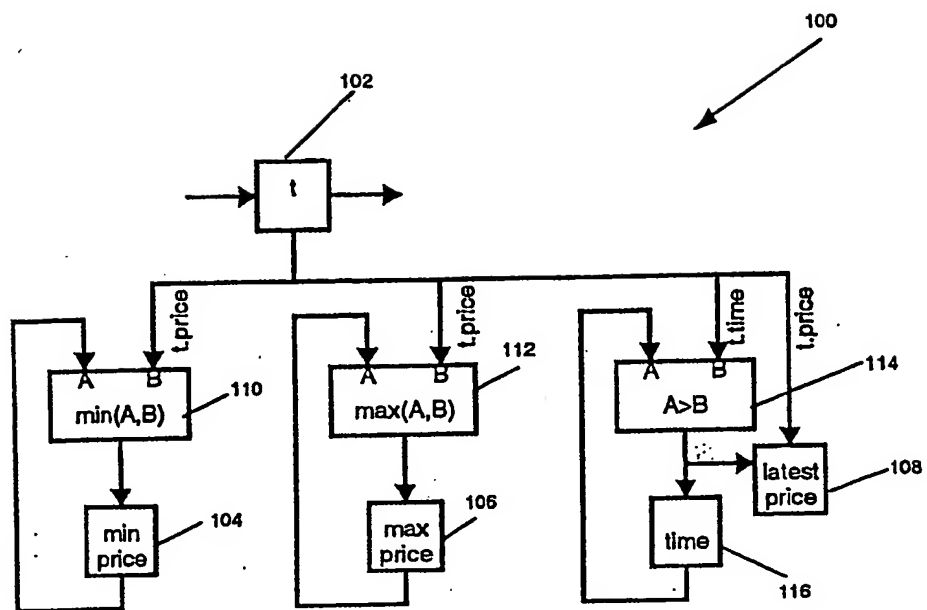 100
102
t
t.price
t.price
t.time
t.price
A
B
min(A,B)
110
A
B
max(A,B)
112
A
B
A>B
114
min
price
104
max
price
106
time
116
latest
price
108